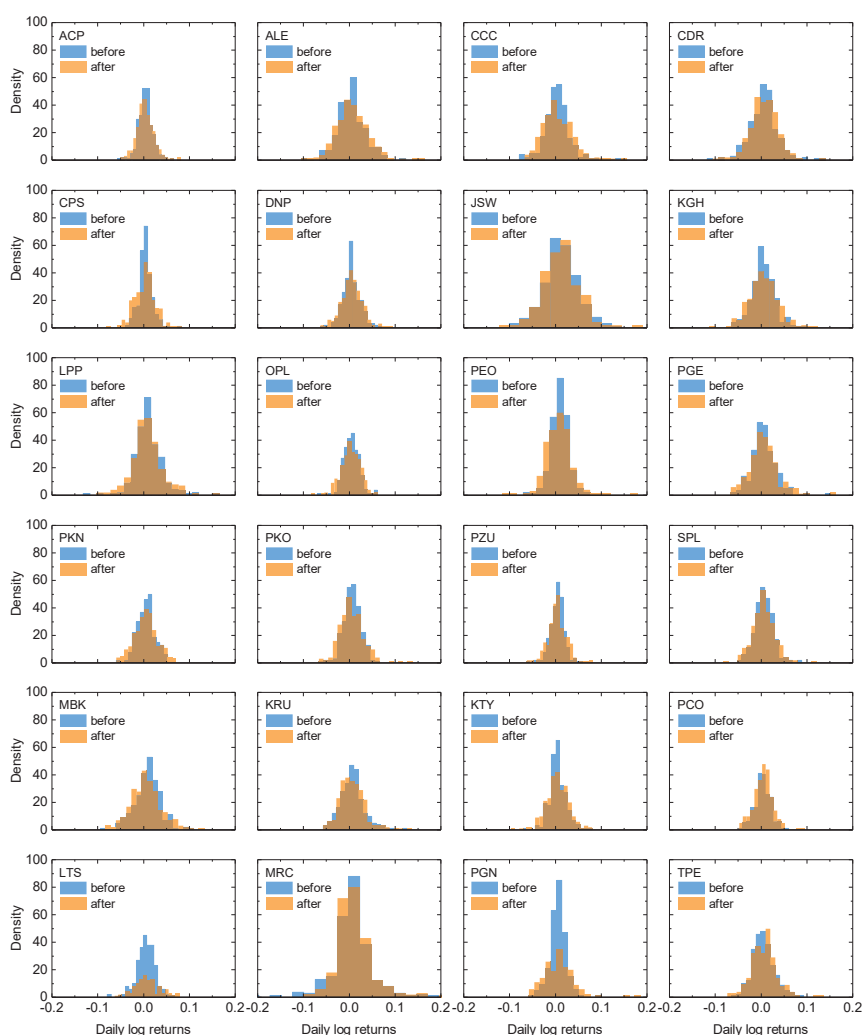 100 ACP ALE CCC CDR
before before before before
80
after after after after
60
Density
40
20
0
100 CPS DNP JSW KGH
before before before before
80
after after after after
60
Density
40
20
0
100 LPP OPL PEO PGE
before before before before
80
after after after after
60
Density
40
20
0
100 PKN PKO PZU SPL
before before before before
80
after after after after
60
Density
40
20
0
100 MBK KRU KTY PCO
before before before before
80
after after after after
60
Density
40
20
0
100 LTS MRC PGN TPE
before before before before
80
after after after after
60
Density
40
20
0
-0.2 -0.1 0.0 0.1 0.2 -0.1 0.0 0.1 0.2 -0.1 0.0 0.1 0.2 -0.1 0.0 0.1 0.2
Daily log returns Daily log returns Daily log returns Daily log returns